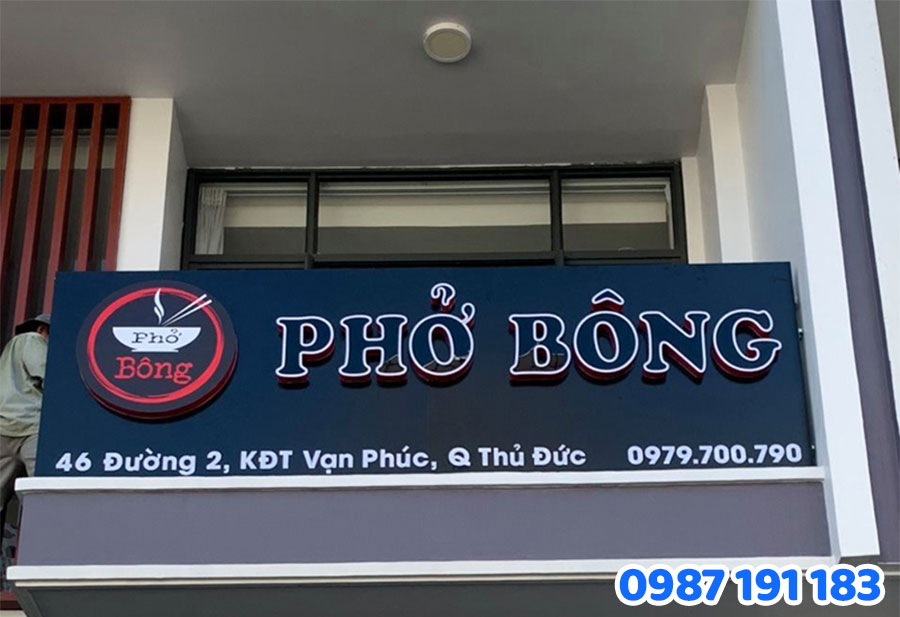 Phở
Bông
PHỞ BÔNG
46 Đường 2, KĐT Vạn Phúc, Q Thủ Đức 0979.700.790
0987 191 183